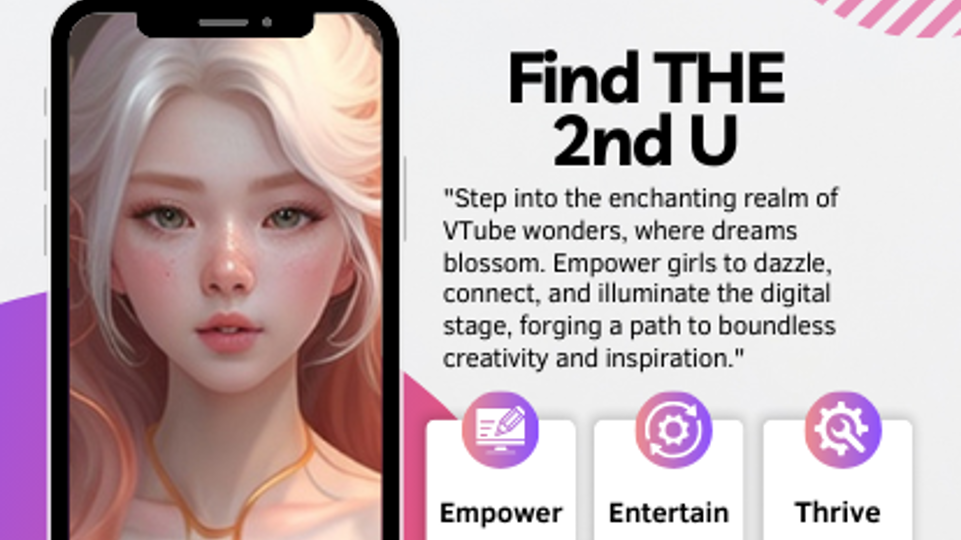 Find THE
2nd U
"Step into the enchanting realm of
VTube wonders, where dreams
blossom. Empower girls to dazzle,
connect, and illuminate the digital
stage, forging a path to boundless
creativity and inspiration."
Empower
Entertain
Thrive